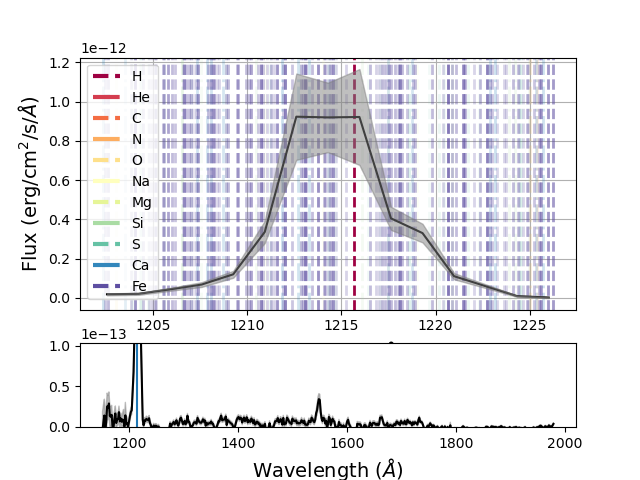 1e−12
Flux (erg/cm²/s/Å)
1.2
1.0
0.8
0.6
0.4
0.2
0.0
H
He
C
N
O
Na
Mg
Si
S
Ca
Fe
1205 1210 1215 1220 1225
1e−13
1.0
0.5
0.0
1200 1400 1600 1800 2000
Wavelength (Å)